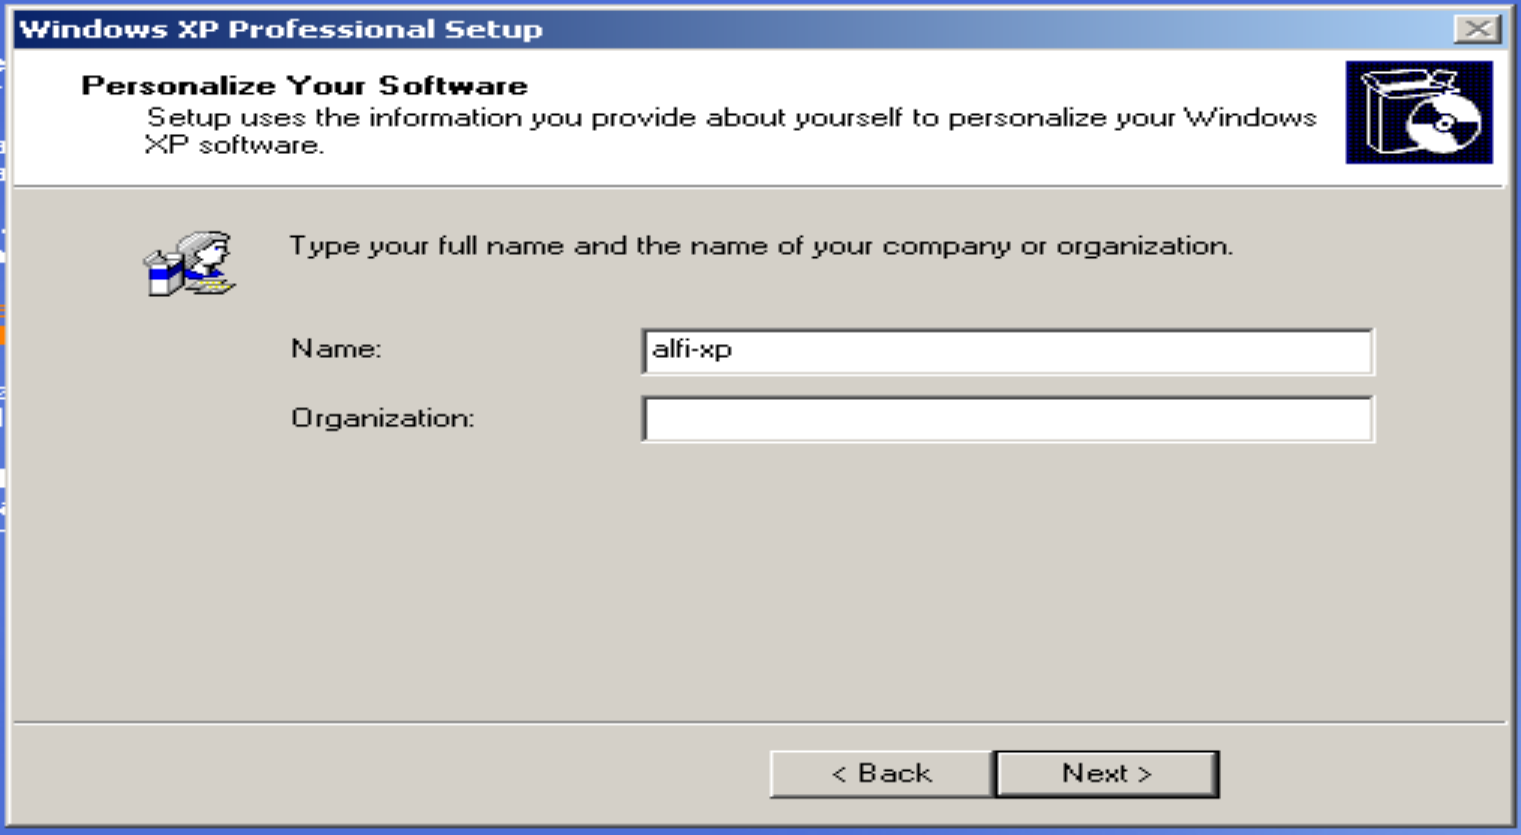 Windows XP Professional Setup
Personalize Your Software
Setup uses the information you provide about yourself to personalize your Windows
XP software.
Type your full name and the name of your company or organization.
Name:
alfi-xp
Organization:
< Back
Next >